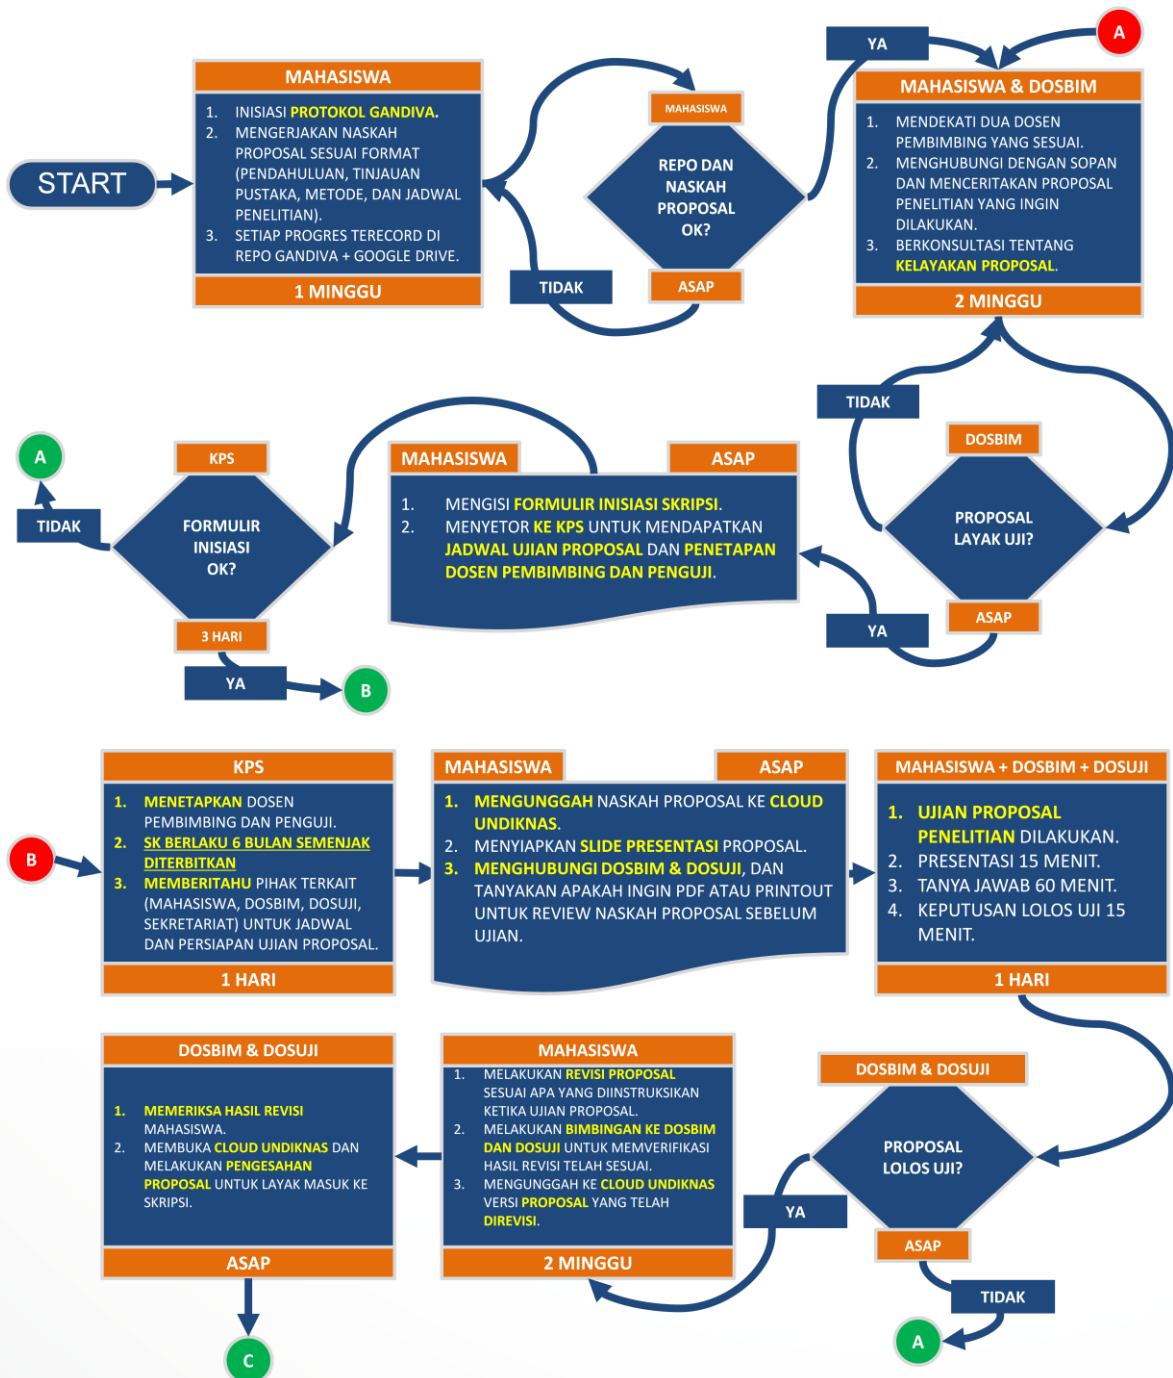 START
MAHASISWA
1. INISIASI PROTOKOL GANDIVA.
2. MENGERJAKAN NASKAH
PROPOSAL SESUAI FORMAT
(PENDAHULUAN, TINJAUAN
PUSTAKA, METODE, DAN JADWAL
PENELITIAN).
3. SETIAP PROGRES TERECORD DI
REPO GANDIVA + GOOGLE DRIVE.
1 MINGGU
MAHASISWA
REPO DAN
NASKAH
PROPOSAL
OK?
ASAP
TIDAK
YA
A
MAHASISWA & DOSBIM
1. MENDEKATI DUA DOSEN
PEMBIMBING YANG SESUAI.
2. MENGHUBUNGI DENGAN SOPAN
DAN MENCERITAKAN PROPOSAL
PENELITIAN YANG INGIN
DILAKUKAN.
3. BERKONSULTASI TENTANG
KELAYAKAN PROPOSAL.
2 MINGGU
TIDAK
DOSBIM
PROPOSAL
LAYAK UJI?
ASAP
YA
MAHASISWA
ASAP
1. MENGISI FORMULIR INISIASI SKRIPSI.
2. MENYETOR KE KPS UNTUK MENDAPATKAN
JADWAL UJIAN PROPOSAL DAN PENETAPAN
DOSEN PEMBIMBING DAN PENGUJI.
KPS
FORMULIR
INISIASI
OK?
3 HARI
A
TIDAK
YA
B
B
KPS
1. MENETAPKAN DOSEN
PEMBIMBING DAN PENGUJI.
2. SK BERLAKU 6 BULAN SEMENJAK
DITERBITKAN
3. MEMBERITAHU PIHAK TERKAIT
(MAHASISWA, DOSBIM, DOSUJI,
SEKRETARIAT) UNTUK JADWAL
DAN PERSIAPAN UJIAN PROPOSAL.
1 HARI
MAHASISWA
ASAP
1. MENGUNGGAH NASKAH PROPOSAL KE CLOUD
UNDIKNAS.
2. MENYIAPKAN SLIDE PRESENTASI PROPOSAL.
3. MENGHUBUNGI DOSBIM & DOSUJI, DAN
TANYAKAN APAKAH INGIN PDF ATAU PRINTOUT
UNTUK REVIEW NASKAH PROPOSAL SEBELUM
UJIAN.
MAHASISWA + DOSBIM + DOSUJI
1. UJIAN PROPOSAL
PENELITIAN DILAKUKAN.
2. PRESENTASI 15 MENIT.
3. TANYA JAWAB 60 MENIT.
4. KEPUTUSAN LOLOS UJI 15
MENIT.
1 HARI
DOSBIM & DOSUJI
PROPOSAL
LOLOS UJI?
ASAP
TIDAK
A
YA
MAHASISWA
1. MELAKUKAN REVISI PROPOSAL
SESUAI APA YANG DIINSTRUKSIKAN
KETIKA UJIAN PROPOSAL.
2. MELAKUKAN BIMBINGAN KE DOSBIM
DAN DOSUJI UNTUK MEMVERIFIKASI
HASIL REVISI TELAH SESUAI.
3. MENGUNGGAH KE CLOUD UNDIKNAS
VERSI PROPOSAL YANG TELAH
DIREVISI.
2 MINGGU
DOSBIM & DOSUJI
1. MEMERIKSA HASIL REVISI
MAHASISWA.
2. MEMBUKA CLOUD UNDIKNAS DAN
MELAKUKAN PENGESAHAN
PROPOSAL UNTUK LAYAK MASUK KE
SKRIPSI.
ASAP
C